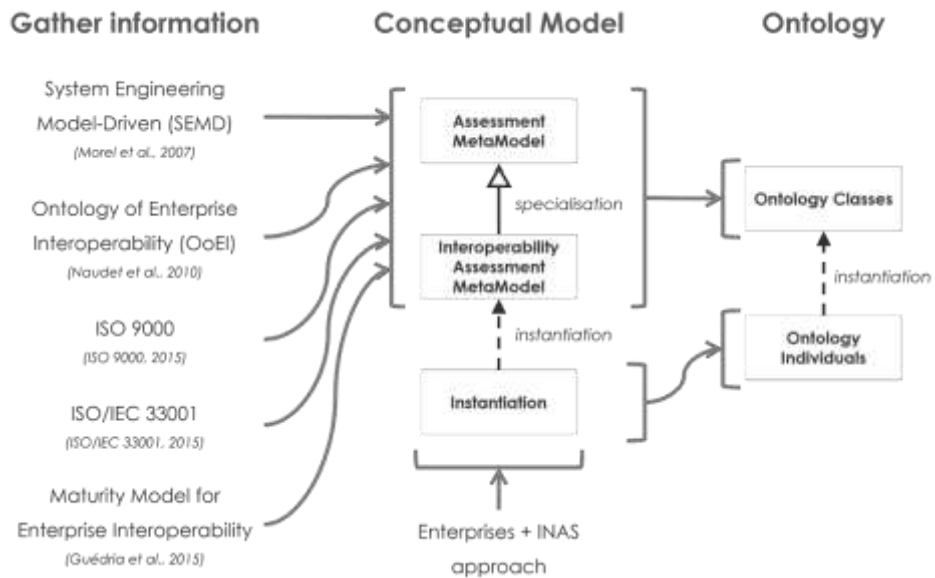 Gather information
Conceptual Model
Ontology
System Engineering
Model-Driven (SEMD)
(Morel et al., 2007)
Ontology of Enterprise
Interoperability (OoEI)
(Naudet et al., 2010)
ISO 9000
(ISO 9000, 2015)
ISO/IEC 33001
(ISO/IEC 33001, 2015)
Maturity Model for
Enterprise Interoperability
(Guédria et al., 2015)
Assessment
MetaModel
specialisation
Interoperability
Assessment
MetaModel
instantiation
Instantiation
Enterprises + INAS
approach
Ontology Classes
instantiation
Ontology
Individuals